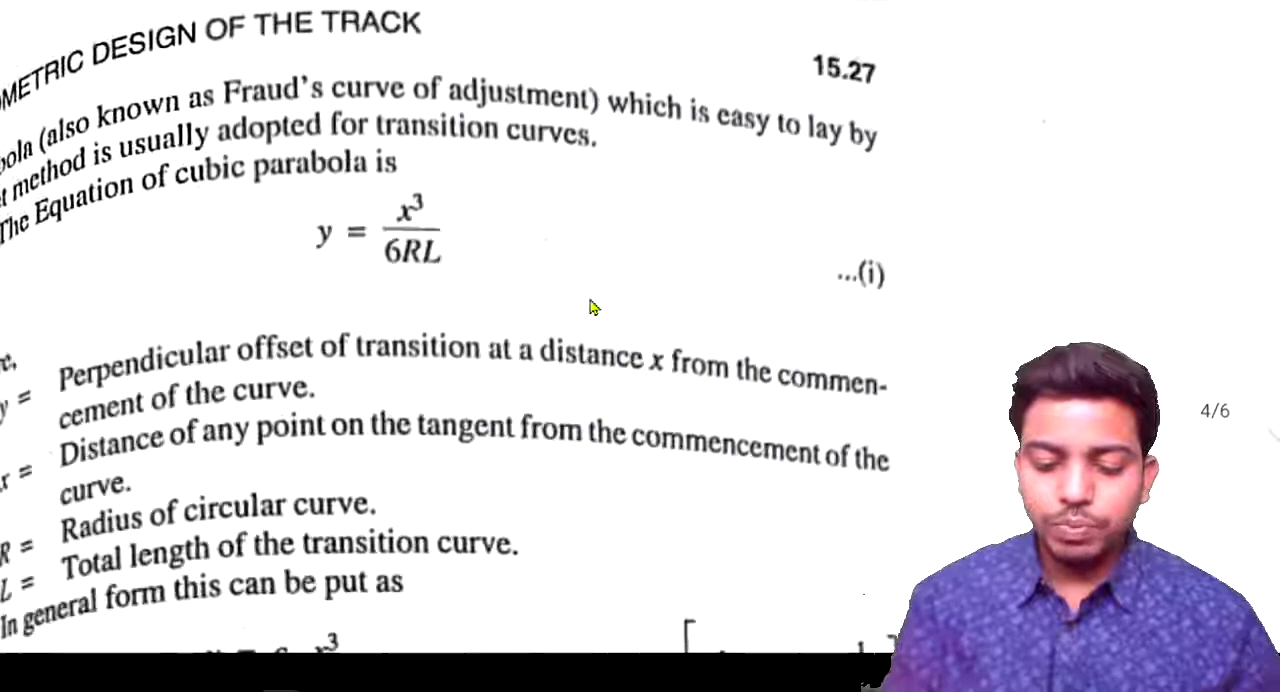 METRIC DESIGN OF THE TRACK
15.27
(also known as Fraud's curve of adjustment) which is easy to lay by
method is usually adopted for transition curves.
The Equation of cubic parabola is
y = x³
6RL
...(i)
y = Perpendicular offset of transition at a distance x from the commen-
cement of the curve.
x = Distance of any point on the tangent from the commencement of the
curve.
R = Radius of circular curve.
L = Total length of the transition curve.
In general form this can be put as
4/6